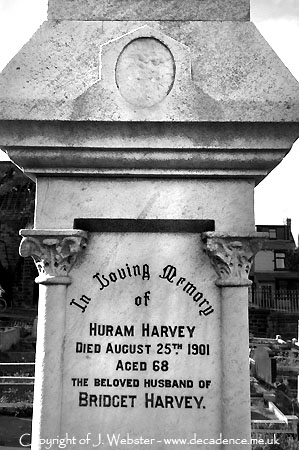 In Loving Memory
of
HURAM HARVEY
DIED AUGUST 25TH. 1901
AGED 68
THE BELOVED HUSBAND OF
BRIDGET HARVEY.
Copyright of J. Webster - www.decadence.me.uk